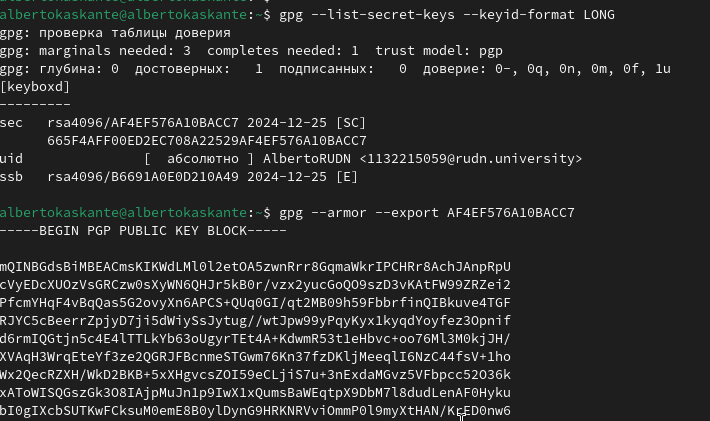 albertokaskante@albertokaskante:~$ gpg --list-secret-keys --keyid-format LONG
gpg: проверка таблицы доверия
gpg: marginals needed: 3  completes needed: 1  trust model: pgp
gpg: глубина: 0  достоверных:   1  подписанных:   0  доверие: 0-, 0q, 0n, 0m, 0f, 1u
[keyboxd]
---------
sec   rsa4096/AF4EF576A10BACC7 2024-12-25 [SC]
      665F4AFF00ED2EC708A22529AF4EF576A10BACC7
uid               [  абсолютно ] AlbertoRUDN <1132215059@rudn.university>
ssb   rsa4096/B6691A0E0D210A49 2024-12-25 [E]
albertokaskante@albertokaskante:~$ gpg --armor --export AF4EF576A10BACC7
-----BEGIN PGP PUBLIC KEY BLOCK-----
mQINBGdsBiMBEACmsKIKWdLMl0l2etOA5zwnRrr8GqmaWkrIPCHRr8AchJAnpRpU
cVyEDcXUOzVsGRCzw0sXyWN6QHJr5kB0r/vzx2yucGoQO9szD3vKAtFW99ZRZei2
PfcmYHqF4vBqQas5G2ovyXn6APCS+QUq0GI/qt2MB09h59FbbrfinQIBkuve4TGF
RJYC5cBeerrZpjyD7ji5dWiySsJytug//wtJpw99yPqyKyx1kyqdYoyfez3Opnif
d6rmIQGtjn5c4E4lTTLkYb63oUgyrTEt4A+KdwmR53t1eHbvc+oo76Ml3M0kjJH/
XVAqH3WrqEteYf3ze2QGRJFBcnmeSTGwm76Kn37fzDKljMeeqlI6NzC44fsV+1ho
Wx2QecRZXH/WkD2BKB+5xXHgvcsZOI59eCLjiS7u+3nExdaMGvz5VFbpcc52O36k
xAToWISQGszGk3O8IAjpMuJn1p9IwX1xQumsBaWEqtpX9DbM7l8dudLenAF0Hyku
bI0gIXcbSUTKwFCksuM0emE8B0ylDynG9HRKNRVviOmmP0l9myXtHAN/KrED0nw6